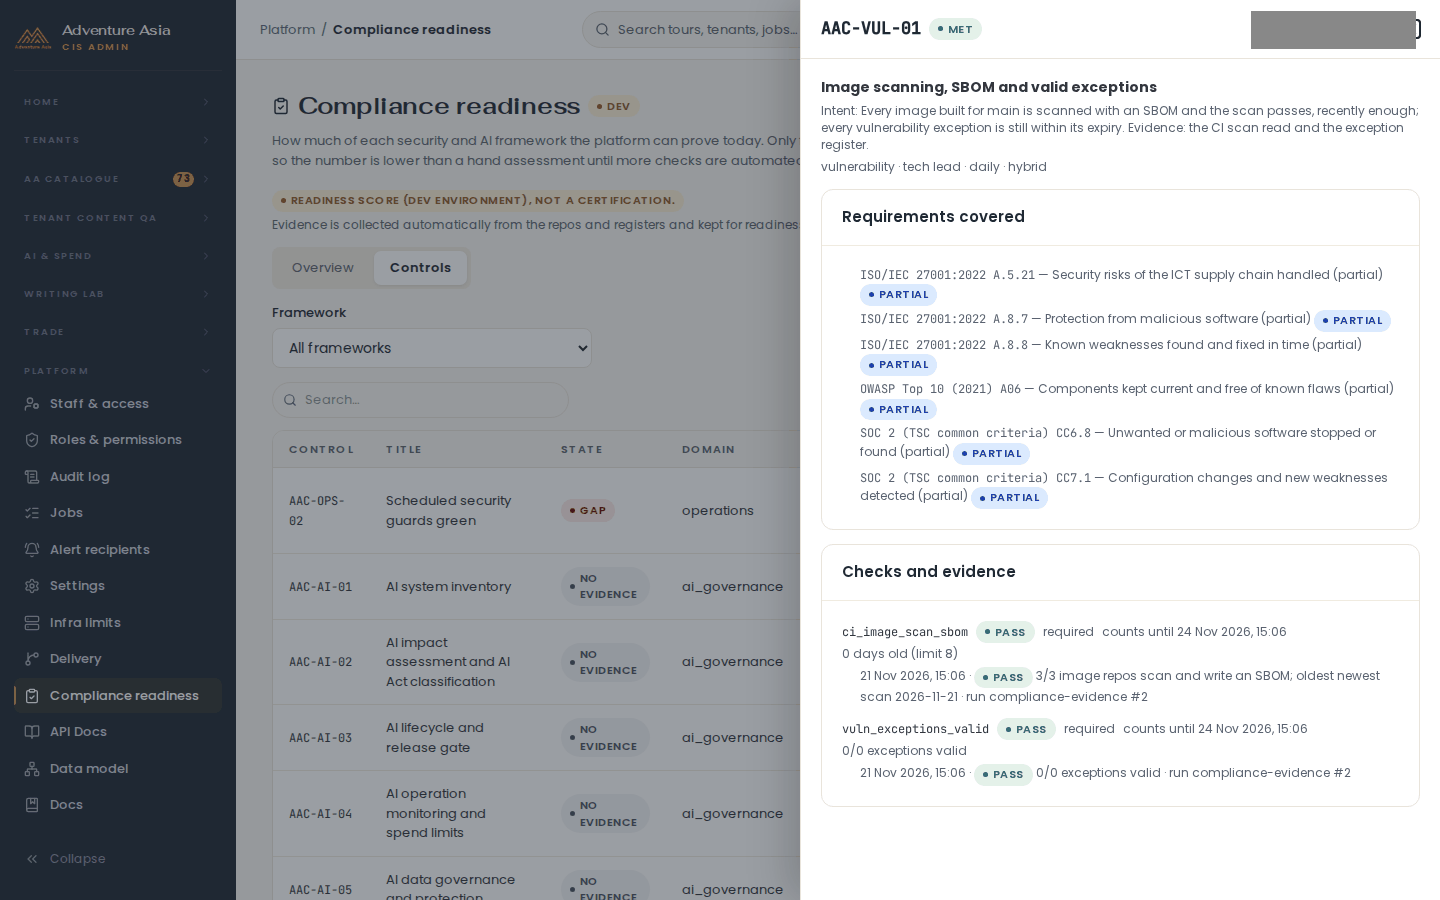 Adventure Asia
CIS ADMIN
HOME
TENANTS
AA CATALOGUE 73
TENANT CONTENT QA
AI & SPEND
WRITING LAB
TRADE
PLATFORM
Staff & access
Roles & permissions
Audit log
Jobs
Alert recipients
Settings
Infra limits
Delivery
Compliance readiness
API Docs
Data model
Docs
Collapse
Platform / Compliance readiness
Search tours, tenants, jobs...
Compliance readiness DEV
How much of each security and AI framework the platform can prove today. Only
so the number is lower than a hand assessment until more checks are automated
READINESS SCORE (DEV ENVIRONMENT), NOT A CERTIFICATION.
Evidence is collected automatically from the repos and registers and kept for readines
Overview Controls
Framework
All frameworks
Search...
CONTROL TITLE STATE DOMAIN
AAC-OPS-
02
Scheduled security
guards green
GAP
operations
AAC-AI-01
AI system inventory
NO
EVIDENCE
ai_governance
AAC-AI-02
AI impact
assessment and AI
Act classification
NO
EVIDENCE
ai_governance
AAC-AI-03
AI lifecycle and
release gate
NO
EVIDENCE
ai_governance
AAC-AI-04
AI operation
monitoring and
spend limits
NO
EVIDENCE
ai_governance
AAC-AI-05
AI data governance
and protection
NO
EVIDENCE
ai_governance
AAC-VUL-01 MET
Image scanning, SBOM and valid exceptions
Intent: Every image built for main is scanned with an SBOM and the scan passes, recently enough;
every vulnerability exception is still within its expiry. Evidence: the CI scan read and the exception
register.
vulnerability · tech lead · daily · hybrid
Requirements covered
ISO/IEC 27001:2022 A.5.21 — Security risks of the ICT supply chain handled (partial)
PARTIAL
ISO/IEC 27001:2022 A.8.7 — Protection from malicious software (partial) PARTIAL
ISO/IEC 27001:2022 A.8.8 — Known weaknesses found and fixed in time (partial)
PARTIAL
OWASP Top 10 (2021) A06 — Components kept current and free of known flaws (partial)
PARTIAL
SOC 2 (TSC common criteria) CC6.8 — Unwanted or malicious software stopped or
found (partial) PARTIAL
SOC 2 (TSC common criteria) CC7.1 — Configuration changes and new weaknesses
detected (partial) PARTIAL
Checks and evidence
ci_image_scan_sbom PASS required counts until 24 Nov 2026, 15:06
0 days old (limit 8)
21 Nov 2026, 15:06 · PASS 3/3 image repos scan and write an SBOM; oldest newest
scan 2026-11-21 · run compliance-evidence #2
vuln_exceptions_valid PASS required counts until 24 Nov 2026, 15:06
0/0 exceptions valid
21 Nov 2026, 15:06 · PASS 0/0 exceptions valid · run compliance-evidence #2